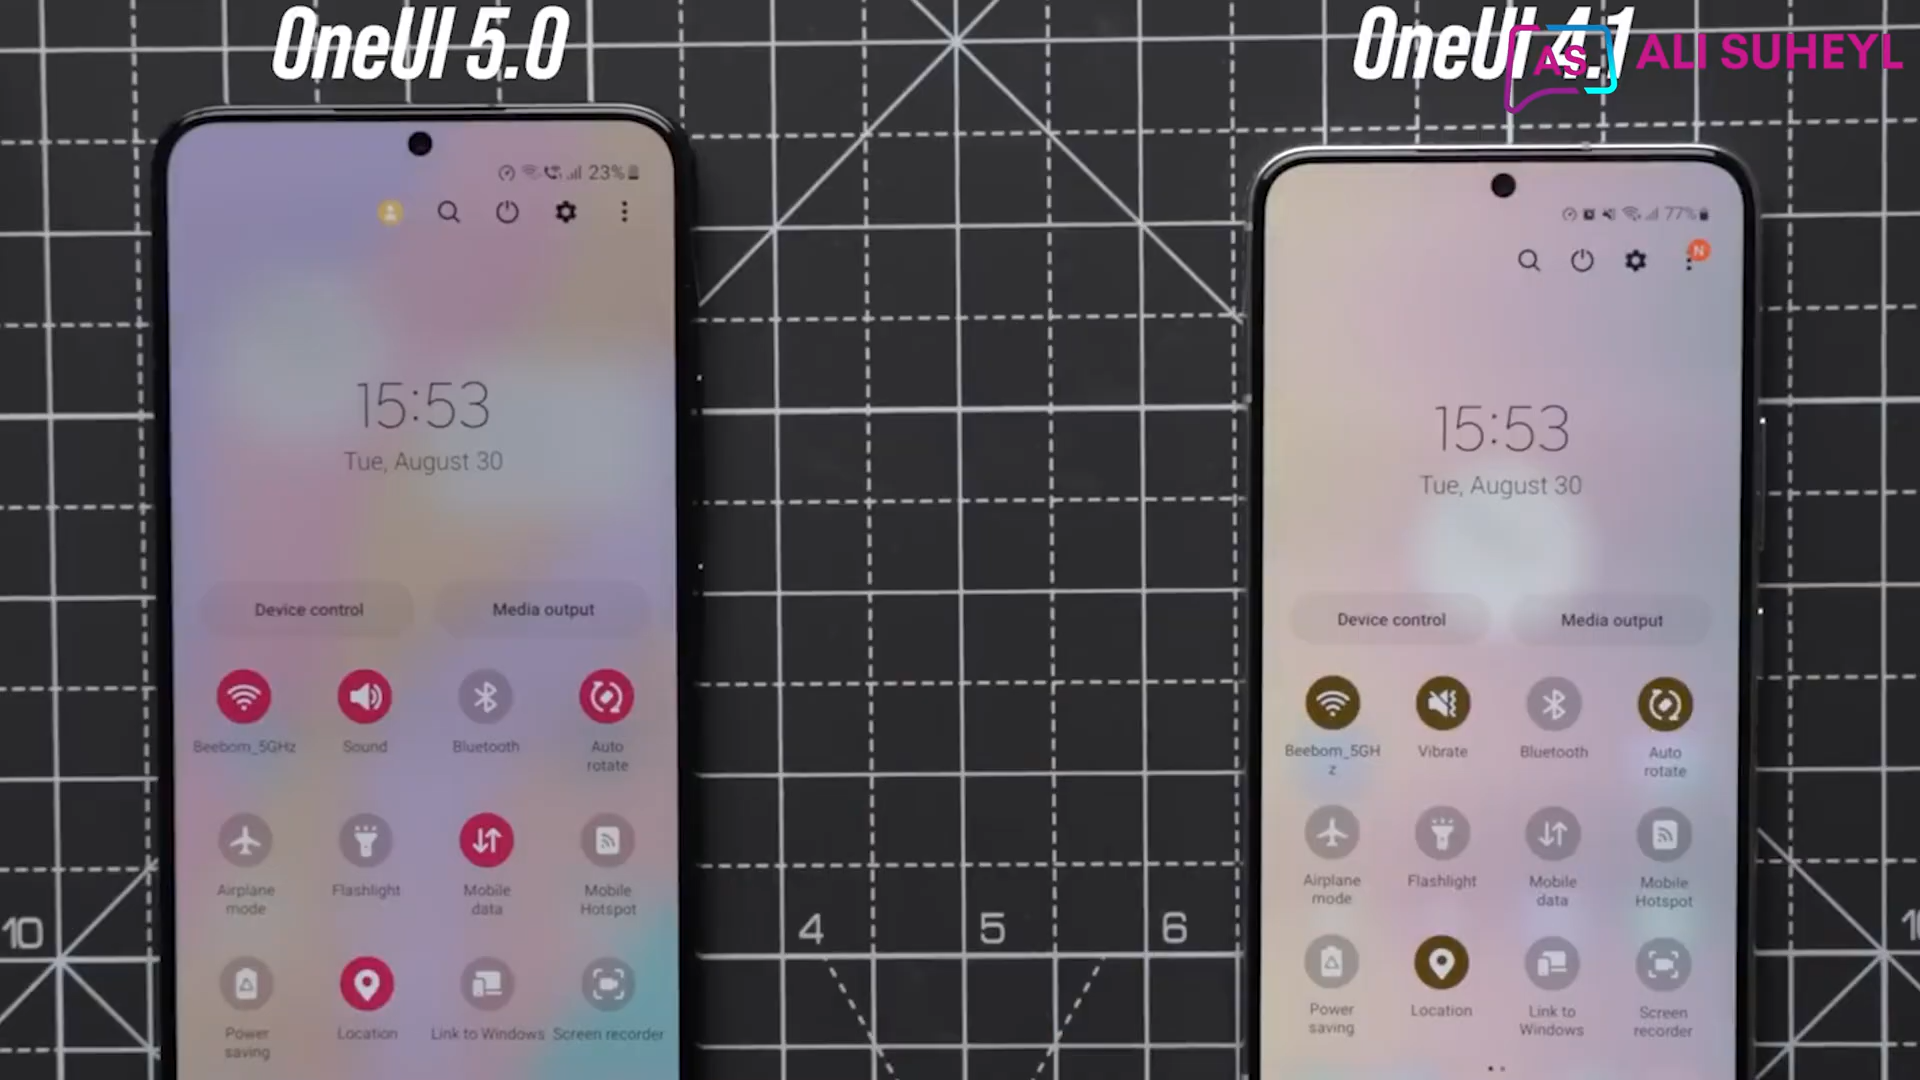 OneUI 5.0
OneUI 4.1
AS
ALI SUHEYL
23%
15:53
Tue, August 30
Device control
Media output
Beebom_5GHz
Sound
Bluetooth
Auto
rotate
Airplane
mode
Flashlight
Mobile
data
Mobile
Hotspot
Power
saving
Location
Link to Windows
Screen recorder
10
4
5
6
77%
N
15:53
Tue, August 30
Device control
Media output
Beebom_5GH
z
Vibrate
Bluetooth
Auto
rotate
Airplane
mode
Flashlight
Mobile
data
Mobile
Hotspot
Power
saving
Location
Link to
Windows
Screen
recorder